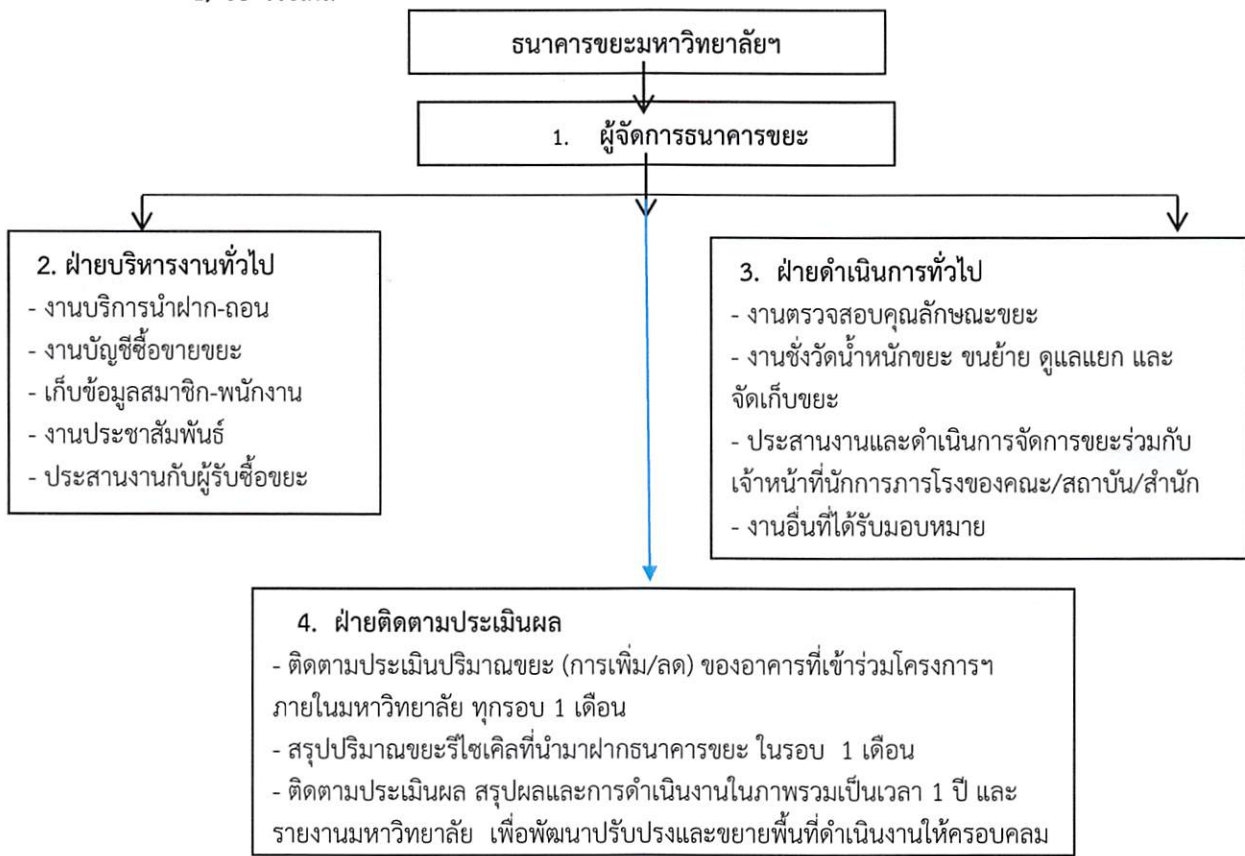 ธนาคารขยะมหาวิทยาลัยฯ
1. ผู้จัดการธนาคารขยะ
2. ฝ่ายบริหารงานทั่วไป
- งานบริการนำฝาก-ถอน
- งานบัญชีซื้อขายขยะ
- เก็บข้อมูลสมาชิก-พนักงาน
- งานประชาสัมพันธ์
- ประสานงานกับผู้รับซื้อขยะ
3. ฝ่ายดำเนินการทั่วไป
- งานตรวจสอบคุณลักษณะขยะ
- งานชั่งวัดน้ำหนักขยะ ขนย้าย ดูแลแยก และ
จัดเก็บขยะ
- ประสานงานและดำเนินการจัดการขยะร่วมกับ
เจ้าหน้าที่นักการภารโรงของคณะ/สถาบัน/สำนัก
- งานอื่นที่ได้รับมอบหมาย
4. ฝ่ายติดตามประเมินผล
- ติดตามประเมินปริมาณขยะ (การเพิ่ม/ลด) ของอาคารที่เข้าร่วมโครงการฯ
ภายในมหาวิทยาลัย ทุกรอบ 1 เดือน
- สรุปปริมาณขยะรีไซเคิลที่นำมาฝากธนาคารขยะ ในรอบ 1 เดือน
- ติดตามประเมินผล สรุปผลและการดำเนินงานในภาพรวมเป็นเวลา 1 ปี และ
รายงานมหาวิทยาลัย เพื่อพัฒนาปรับปรุงและขยายพื้นที่ดำเนินงานให้ครอบคลุม